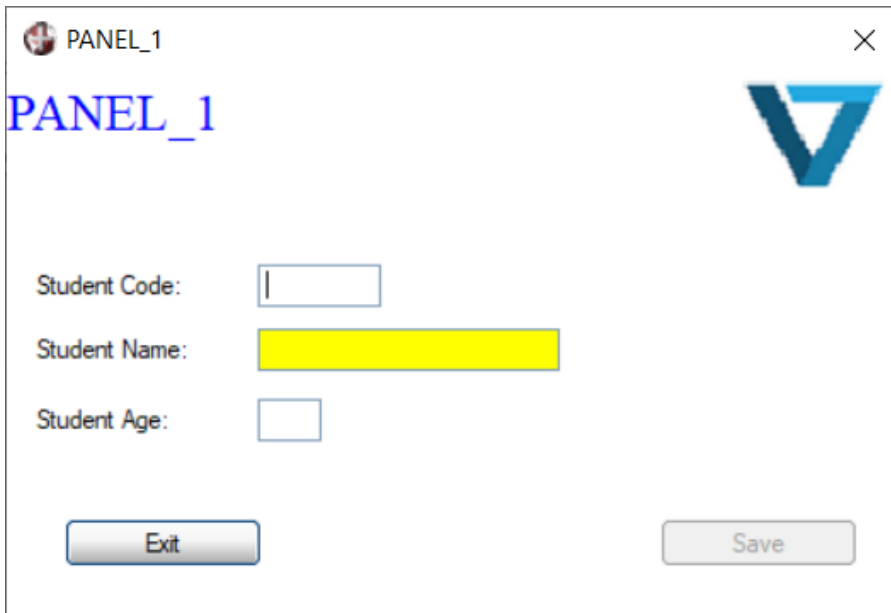 PANEL_1
PANEL_1
Student Code:
Student Name:
Student Age:
Exit Save